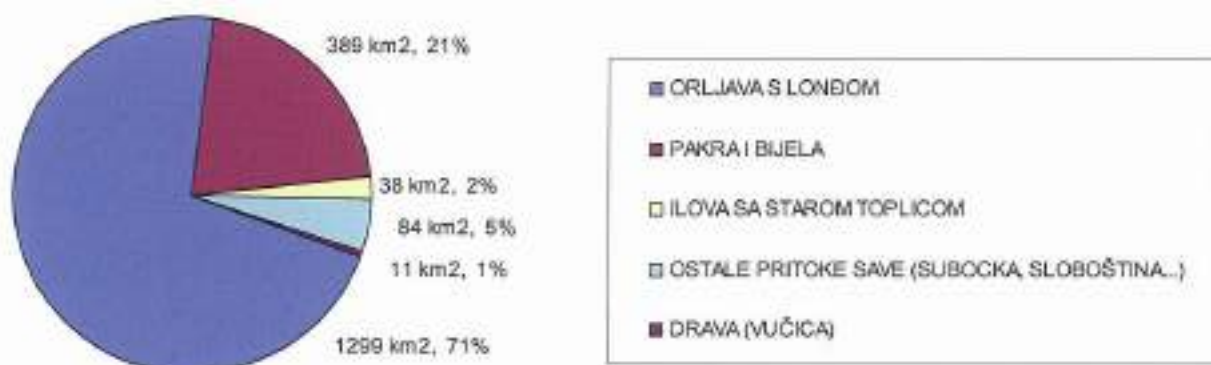 389 km2, 21%
38 km2, 2%
84 km2, 5%
11 km2, 1%
1299 km2, 71%
ORLJAVA S LONĐOM
PAKRA I BIJELA
ILOVA SA STAROM TOPLICOM
OSTALE PRITOKE SAVE (SUBOCKA, SLOBOŠTINA...)
DRAVA (VUČICA)